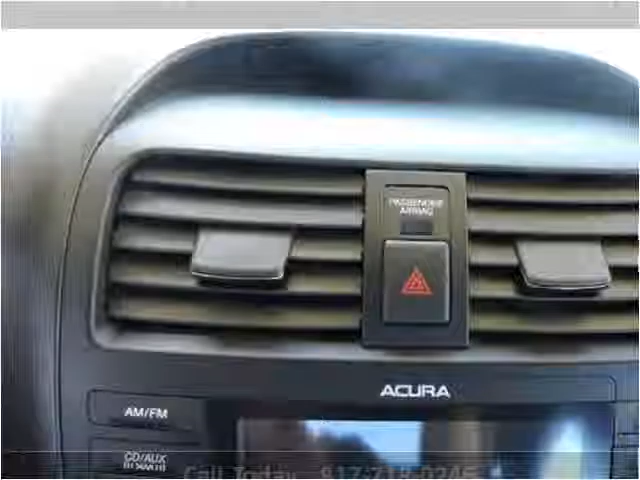 PASSENGER
AIRBAG
ACURA
AM/FM
CD/AUX
Call Today